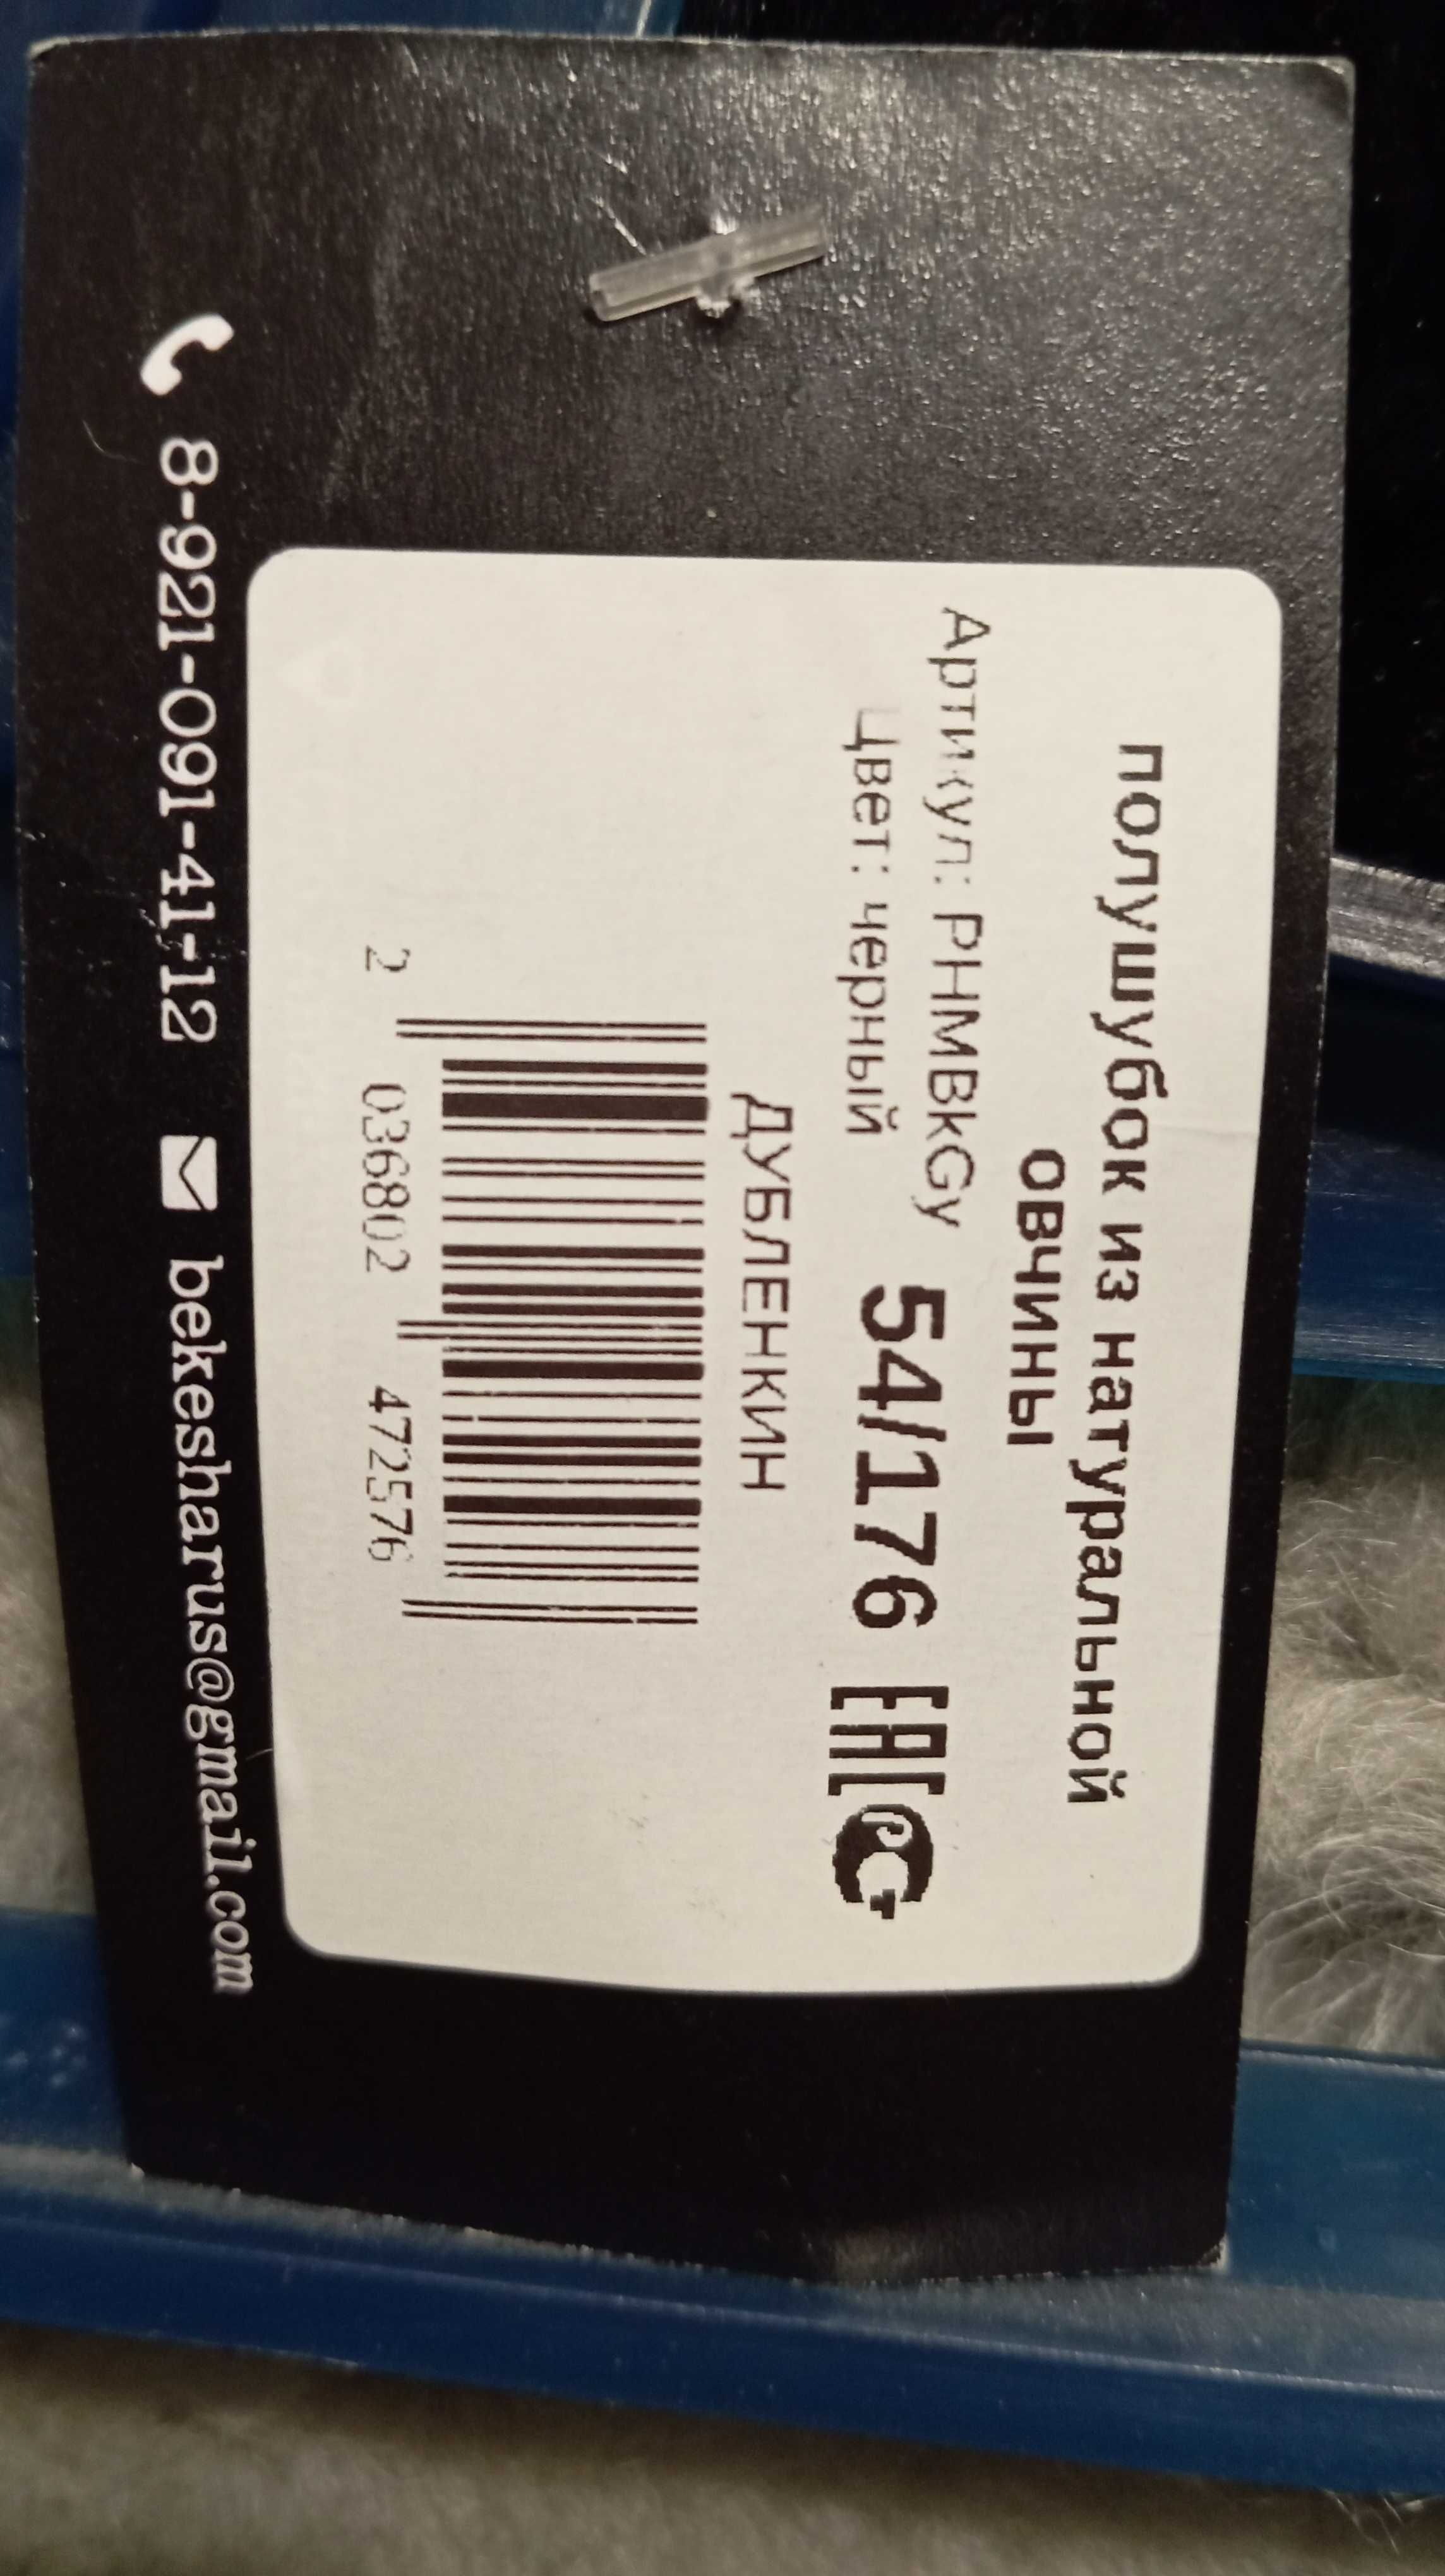 полушубок из натуральной
овчины
Артикул: PHMBkGy
Цвет: черный
54/176 EAC РСТ
ДУБЛЕНКИН
2 036802 472576
8-921-091-41-12 bekesharus@gmail.com